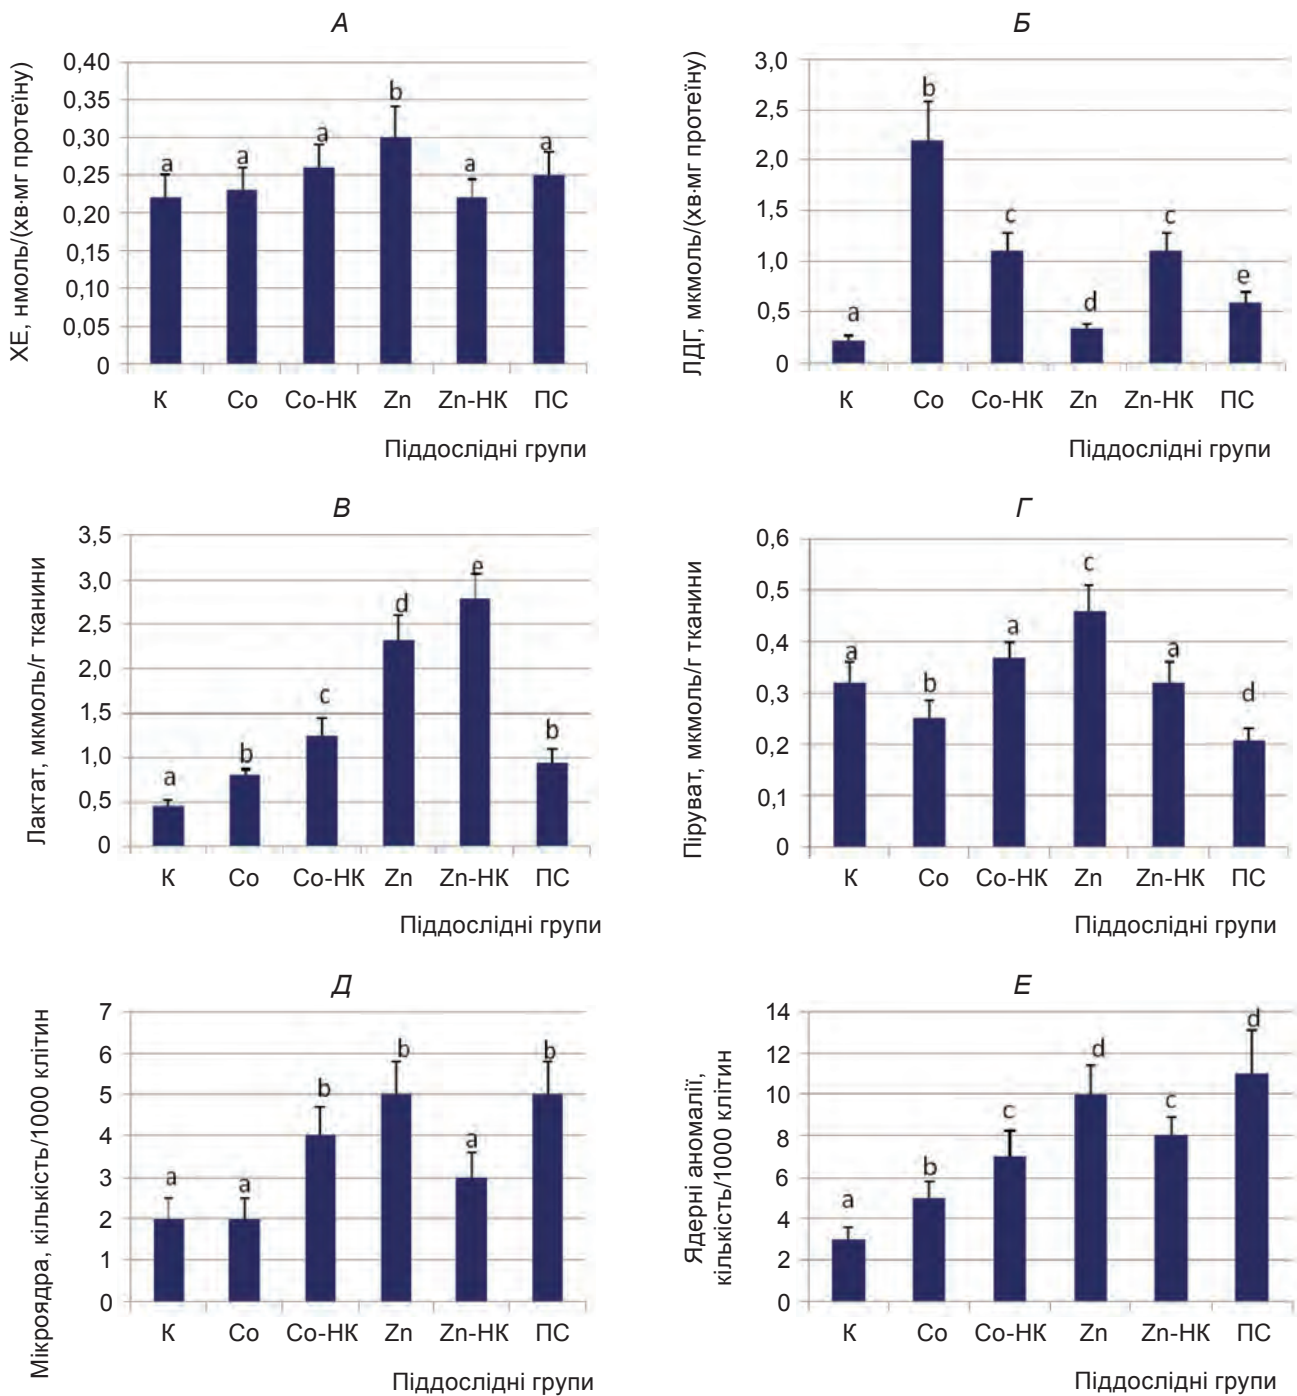 А
ХЕ, нмоль/(хв·мг протеїну)
0,40
0,35
0,30
0,25
0,20
0,15
0,10
0,05
0
a
a
a
b
a
a
К
Co
Co-НК
Zn
Zn-НК
ПС
Піддослідні групи
Б
ЛДГ, мкмоль/(хв·мг протеїну)
3,0
2,5
2,0
1,5
1,0
0,5
0
a
b
c
d
c
e
К
Co
Co-НК
Zn
Zn-НК
ПС
Піддослідні групи
В
Лактат, мкмоль/г тканини
3,5
3,0
2,5
2,0
1,5
1,0
0,5
0
a
b
c
d
e
b
К
Co
Co-НК
Zn
Zn-НК
ПС
Піддослідні групи
Г
Піруват, мкмоль/г тканини
0,6
0,5
0,4
0,3
0,2
0,1
0
a
b
a
c
a
d
К
Co
Co-НК
Zn
Zn-НК
ПС
Піддослідні групи
Д
Мікроядра, кількість/1000 клітин
7
6
5
4
3
2
1
0
a
a
b
b
a
b
К
Co
Co-НК
Zn
Zn-НК
ПС
Піддослідні групи
Е
Ядерні аномалії,
кількість/1000 клітин
14
12
10
8
6
4
2
0
a
b
c
d
c
d
К
Co
Co-НК
Zn
Zn-НК
ПС
Піддослідні групи